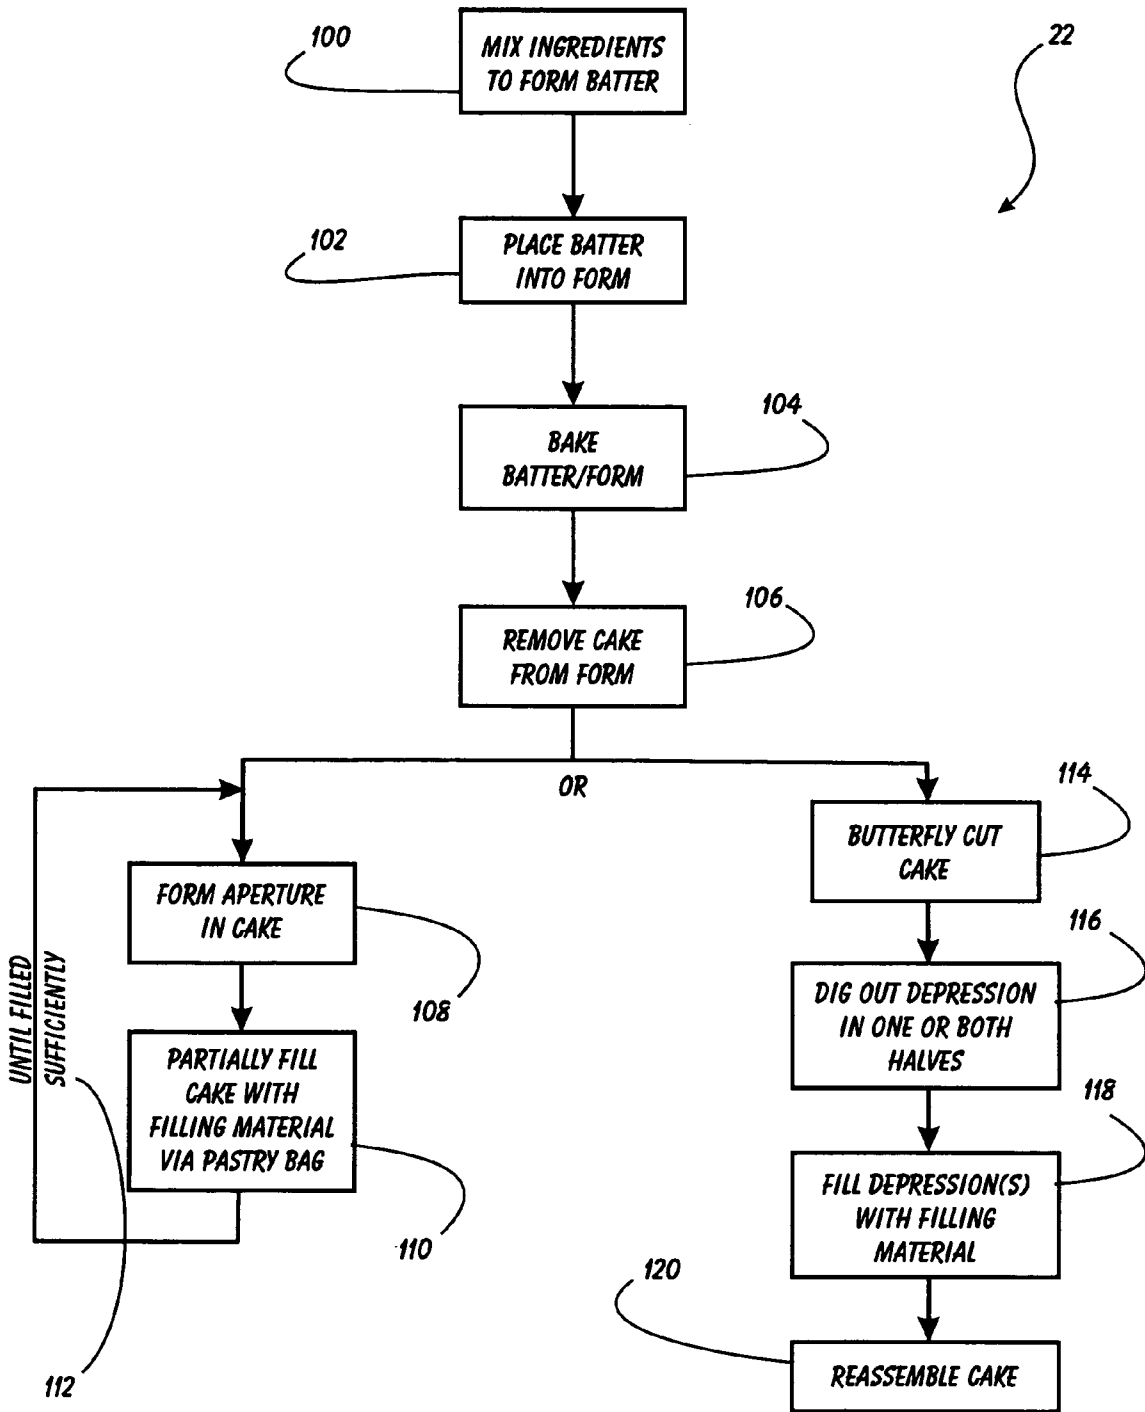 100
MIX INGREDIENTS
TO FORM BATTER
22
102
PLACE BATTER
INTO FORM
104
BAKE
BATTER/FORM
106
REMOVE CAKE
FROM FORM
OR
114
BUTTERFLY CUT
CAKE
FORM APERTURE
IN CAKE
108
116
DIG OUT DEPRESSION
IN ONE OR BOTH
HALVES
UNTIL FILLED
SUFFICIENTLY
112
PARTIALLY FILL
CAKE WITH
FILLING MATERIAL
VIA PASTRY BAG
110
118
FILL DEPRESSION(S)
WITH FILLING
MATERIAL
120
REASSEMBLE CAKE